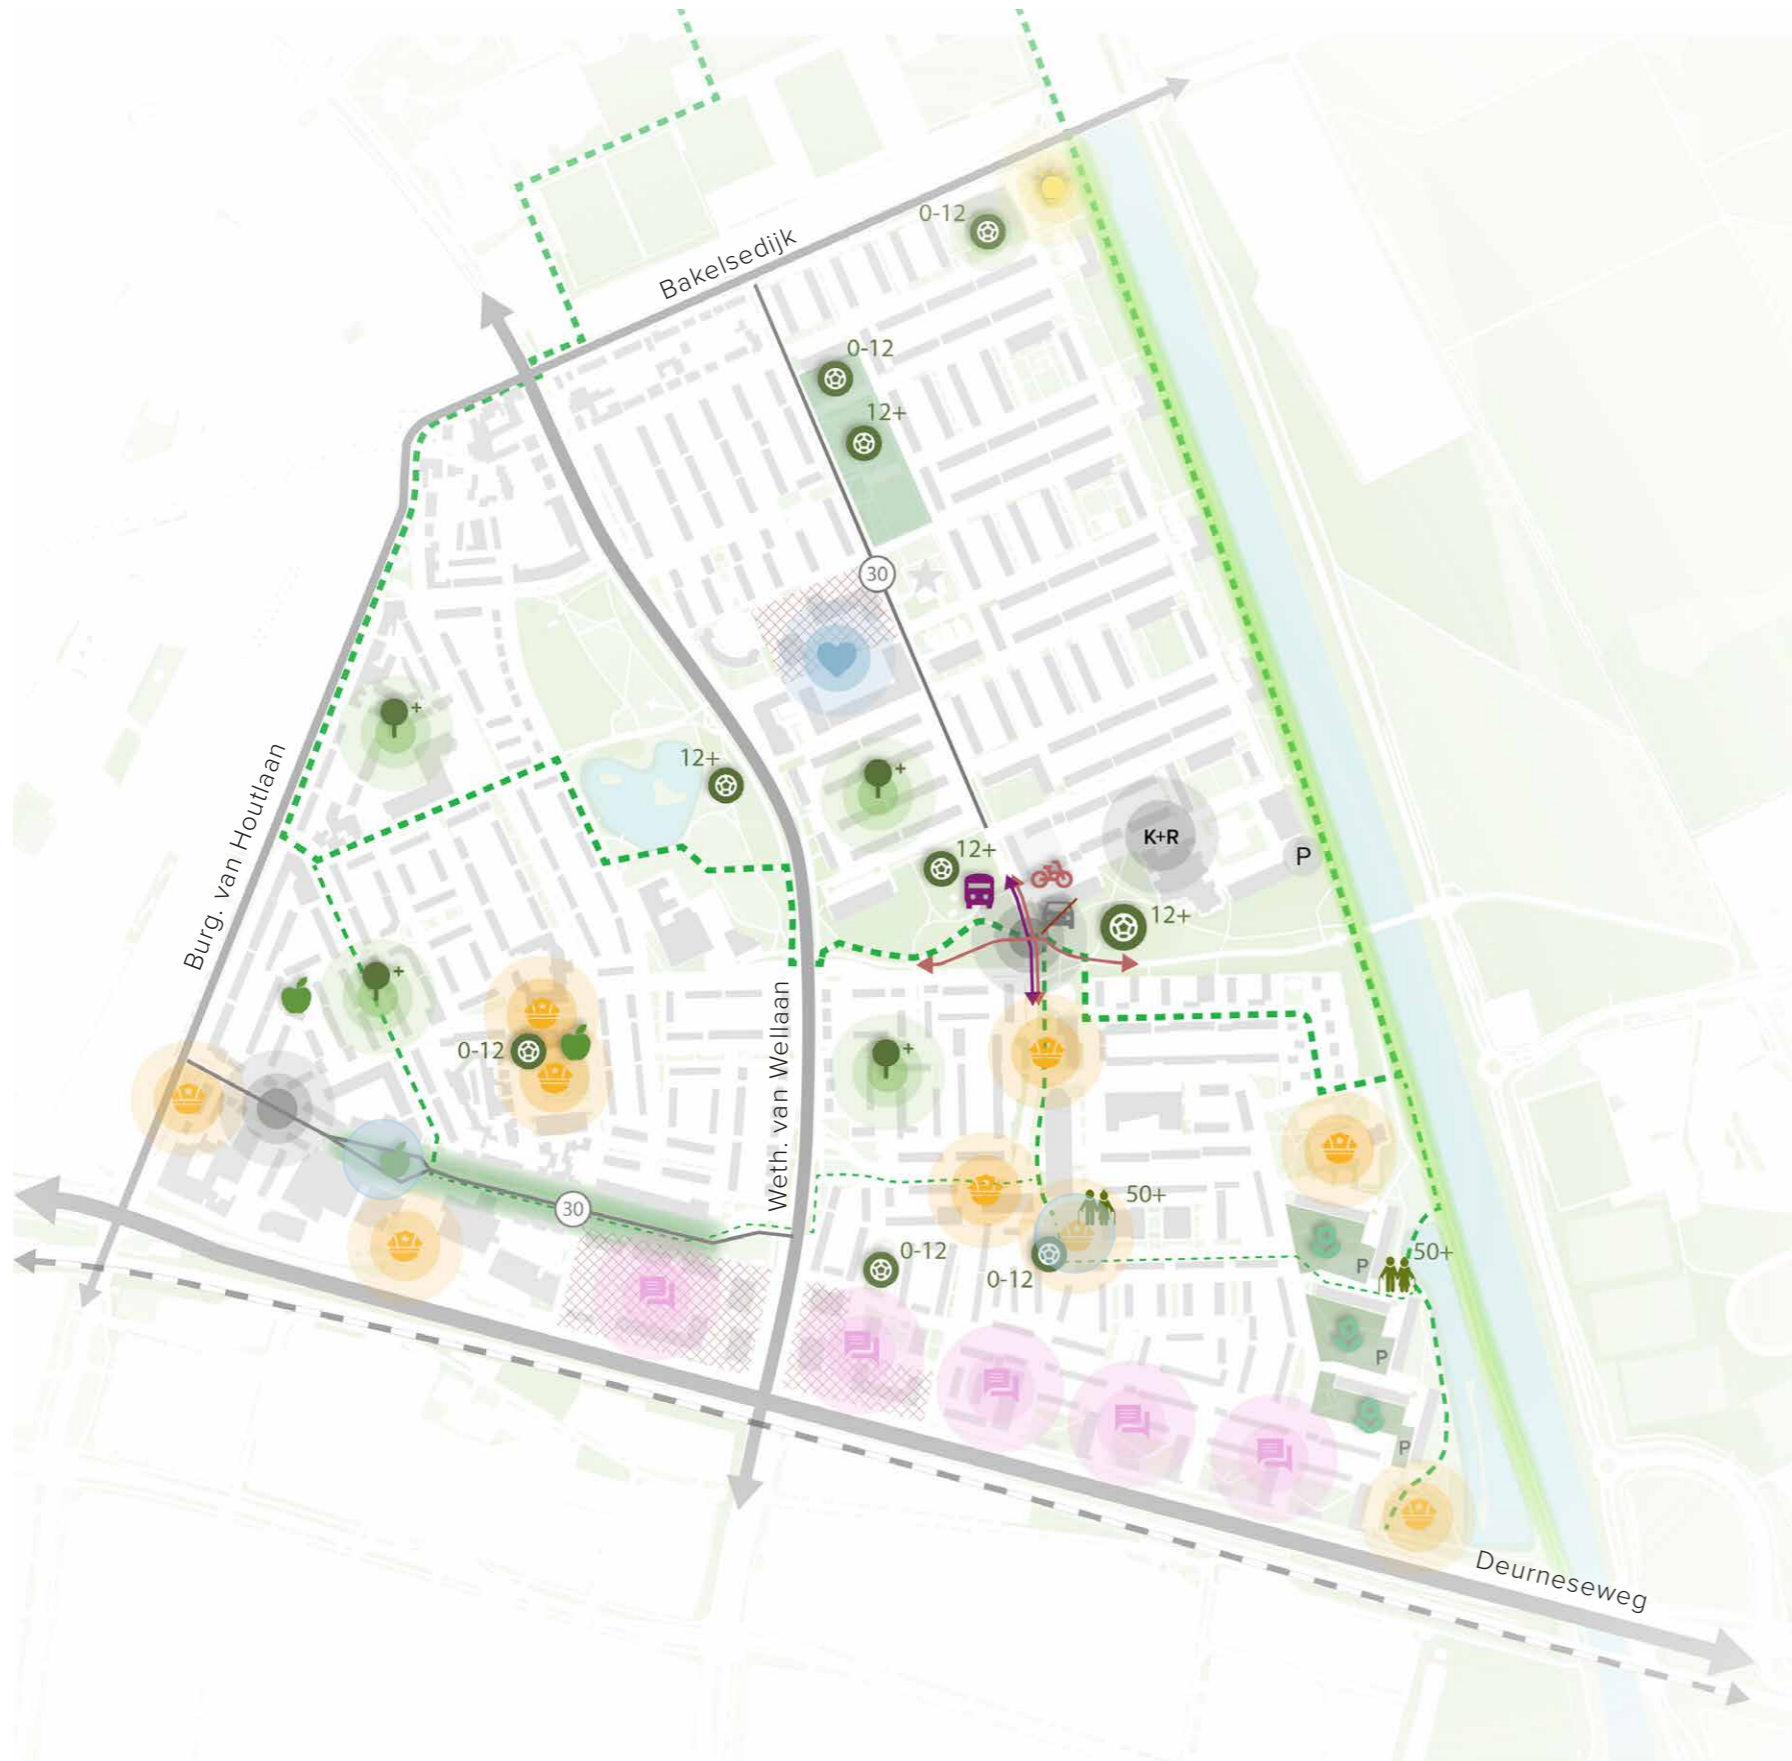 0-12
Bakelsedijk
0-12
12+
30
+
+
12+
Burg. van Houtlaan
K+R
P
12+
12+
+
0-12
+
Weth. van Wellaan
50+
30
0-12
0-12
50+
P
P
P
Deurneseweg